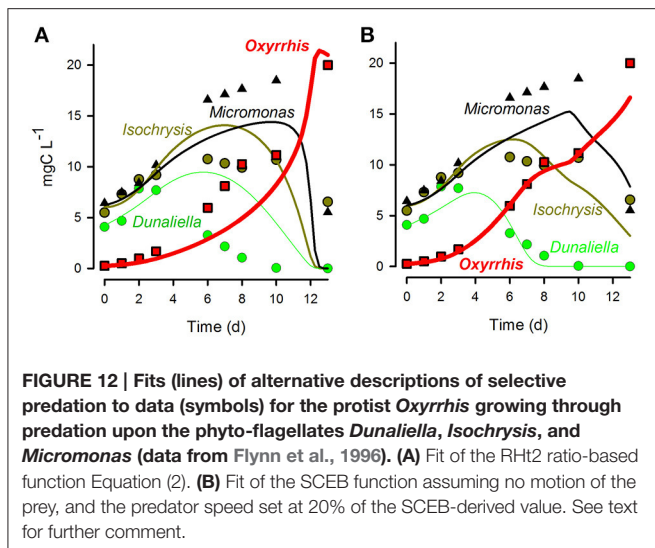 A
B
20
15
10
5
0
mgC L-1
Oxyrrhis
Micromonas
Isochrysis
Dunaliella
0 2 4 6 8 10 12
Time (d)
20
15
10
5
0
Micromonas
Isochrysis
Dunaliella
Oxyrrhis
0 2 4 6 8 10 12
Time (d)
FIGURE 12 | Fits (lines) of alternative descriptions of selective
predation to data (symbols) for the protist Oxyrrhis growing through
predation upon the phyto-flagellates Dunaliella, Isochrysis, and
Micromonas (data from Flynn et al., 1996). (A) Fit of the RHt2 ratio-based
function Equation (2). (B) Fit of the SCEB function assuming no motion of the
prey, and the predator speed set at 20% of the SCEB-derived value. See text
for further comment.